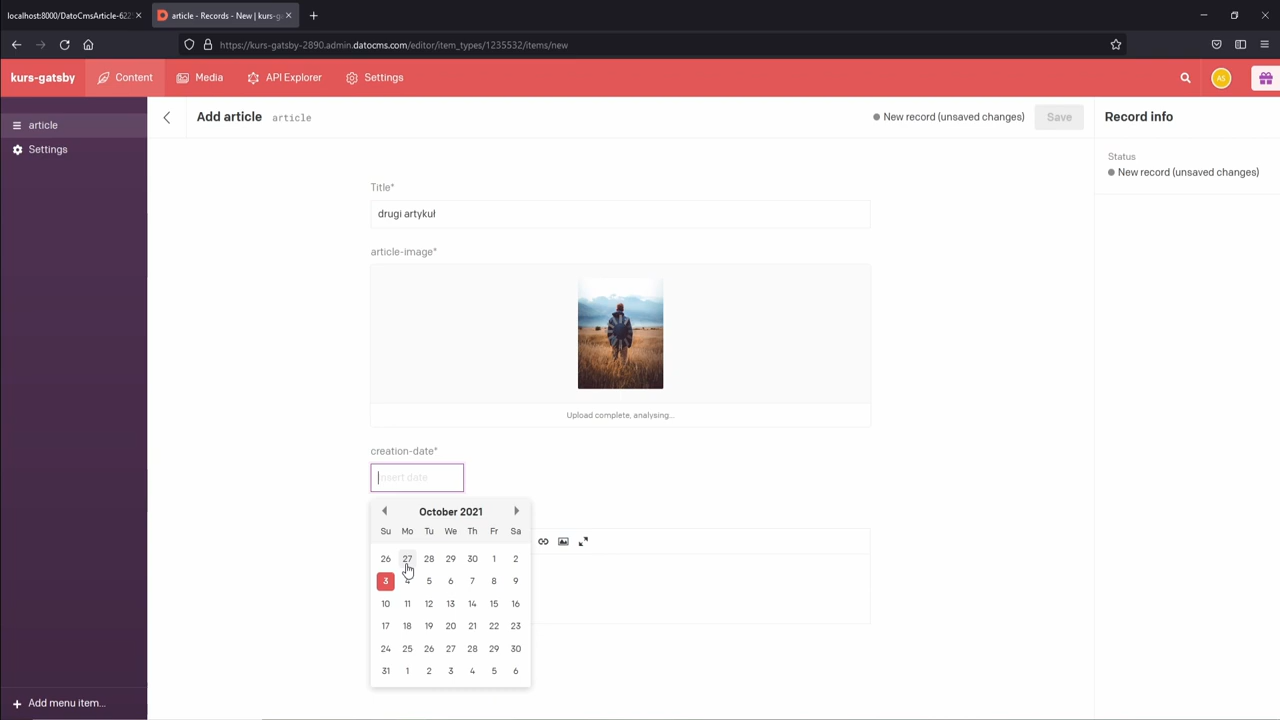 localhost:8000/DatoCmsArticle-622
article - Records - New | kurs-g
https://kurs-gatsby-2890.admin.datocms.com/editor/item_types/1235532/items/new
kurs-gatsby
Content
Media
API Explorer
Settings
AS
article
Settings
Add article article
New record (unsaved changes)
Save
Record info
Status
New record (unsaved changes)
Title*
drugi artykuł
article-image*
Upload complete, analysing...
creation-date*
Insert date
October 2021
Su Mo Tu We Th Fr Sa
26 27 28 29 30 1 2
3 4 5 6 7 8 9
10 11 12 13 14 15 16
17 18 19 20 21 22 23
24 25 26 27 28 29 30
31 1 2 3 4 5 6
Add menu item...